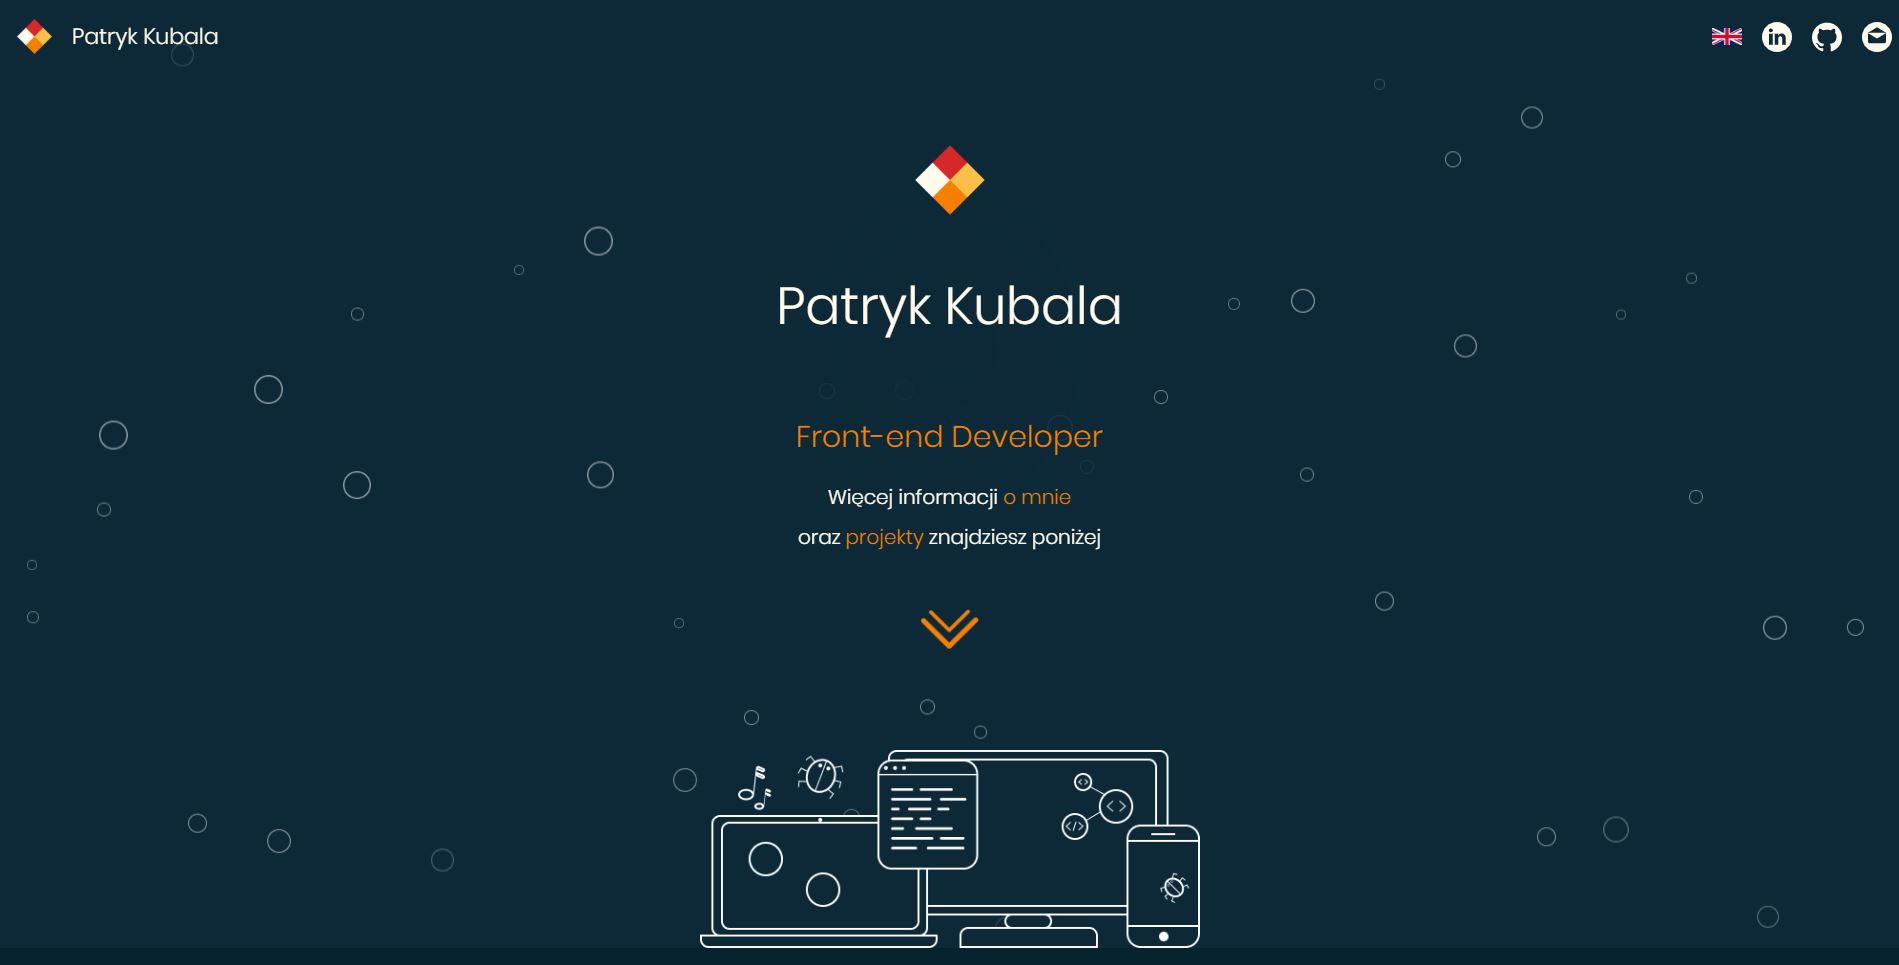 Patryk Kubala
Patryk Kubala
Front-end Developer
Więcej informacji o mnie
oraz projekty znajdziesz poniżej